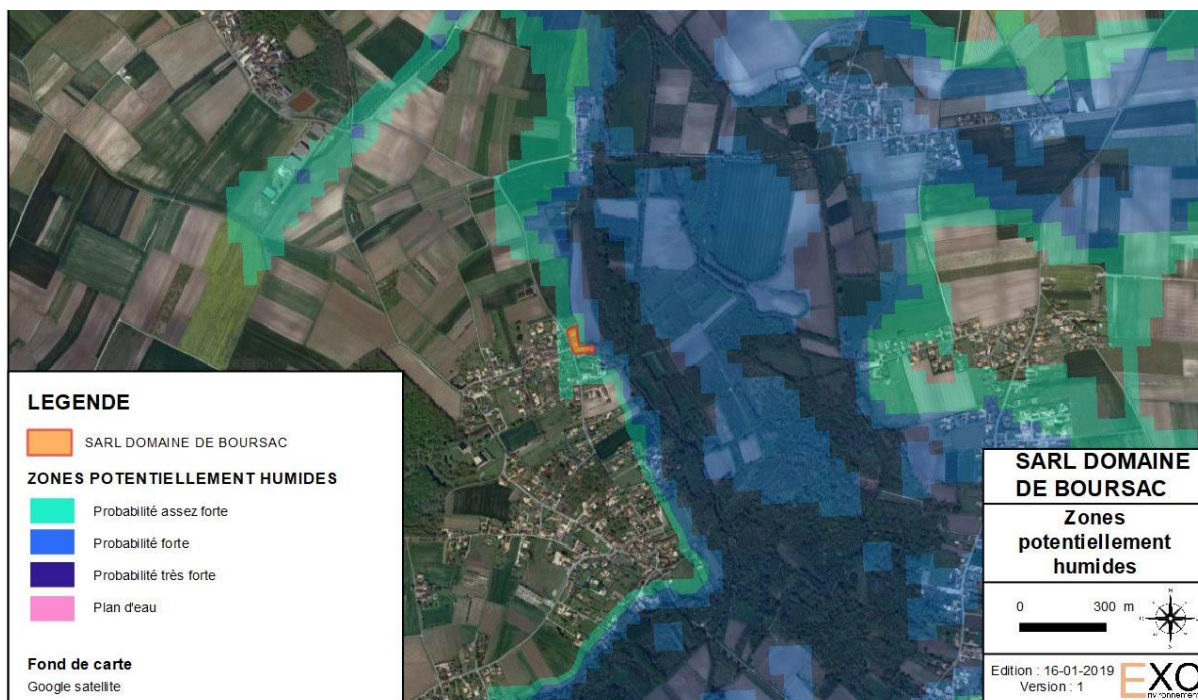 LEGENDE
SARL DOMAINE DE BOURSAC
ZONES POTENTIELLEMENT HUMIDES
Probabilité assez forte
Probabilité forte
Probabilité très forte
Plan d'eau
Fond de carte
Google satellite
SARL DOMAINE
DE BOURSAC
Zones
potentiellement
humides
0 300 m
N
Edition : 16-01-2019
Version : 1
EXC
nvironnement